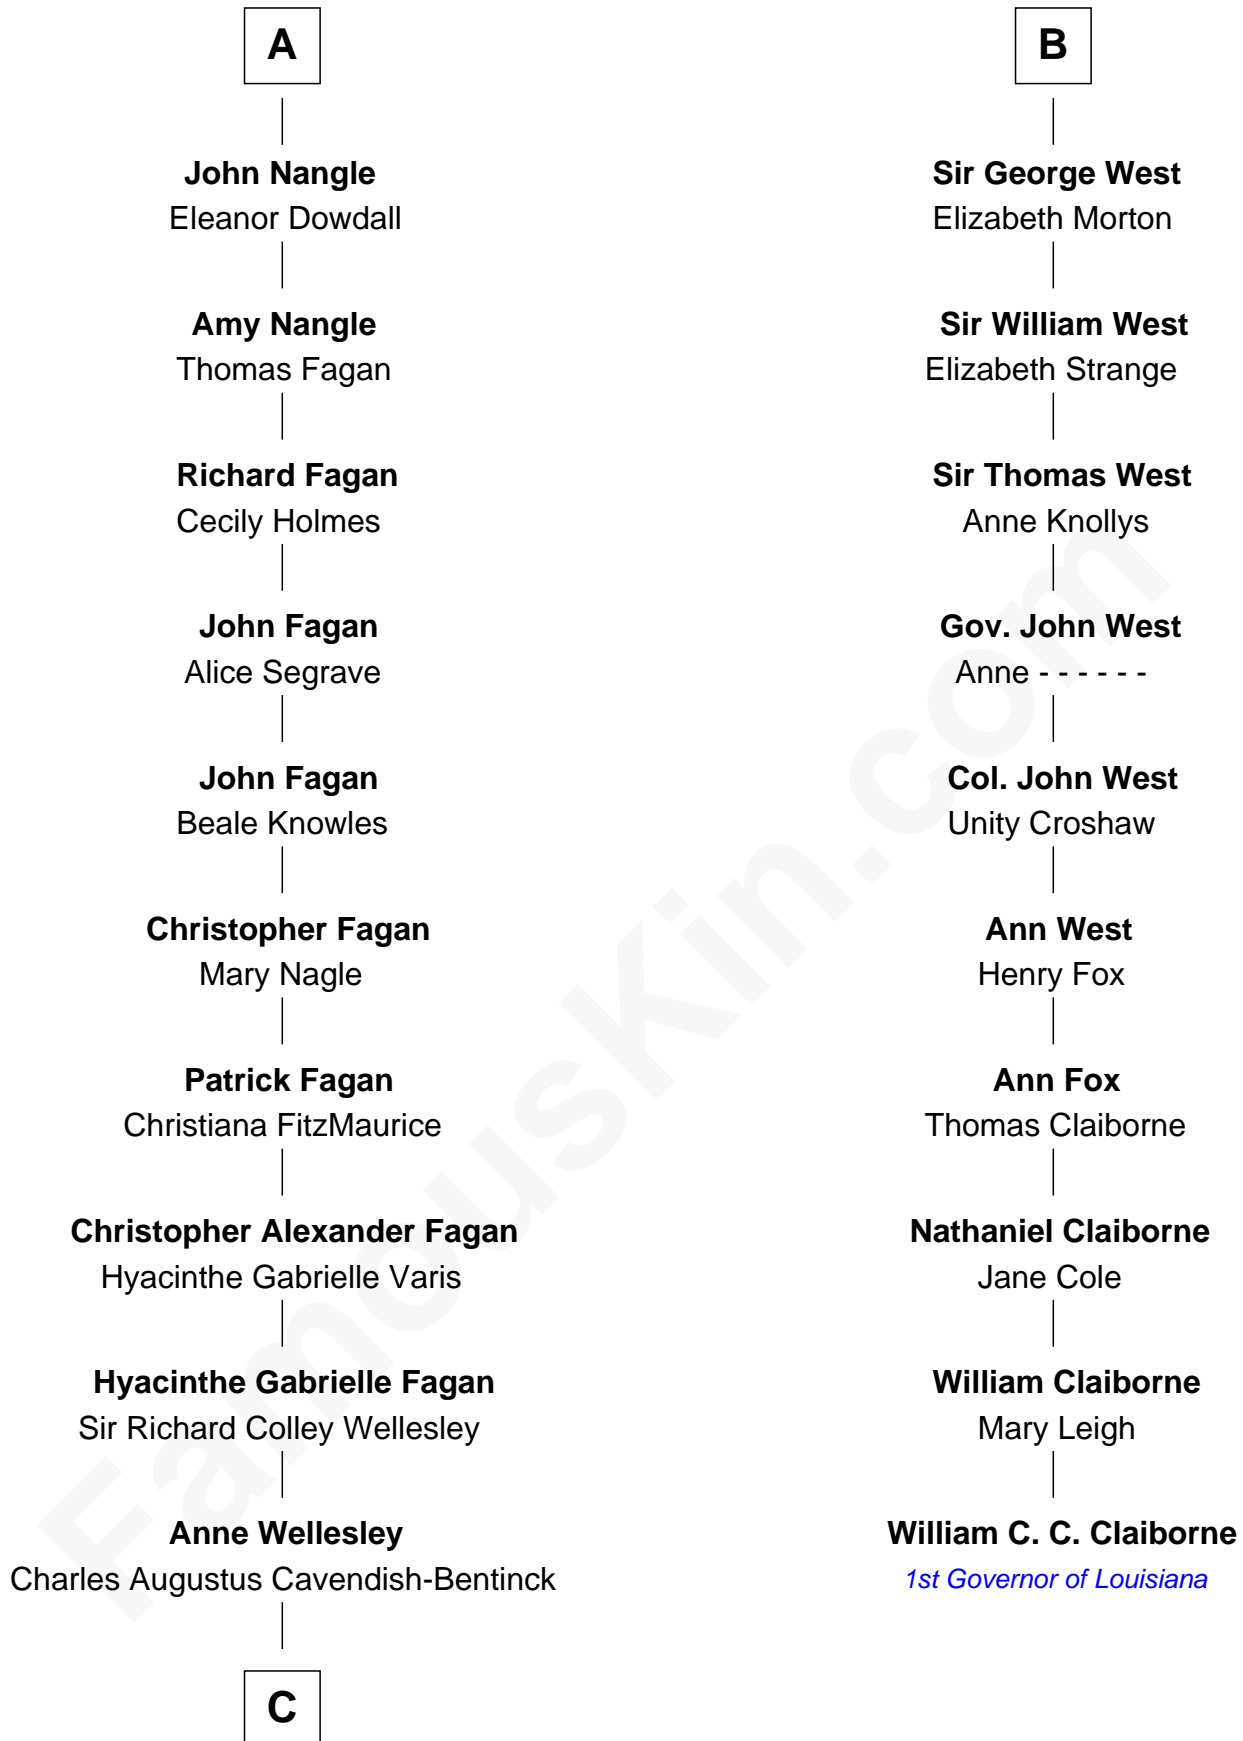 A
John Nangle
Eleanor Dowdall
Amy Nangle
Thomas Fagan
Richard Fagan
Cecily Holmes
John Fagan
Alice Segrave
John Fagan
Beale Knowles
Christopher Fagan
Mary Nagle
Patrick Fagan
Christiana FitzMaurice
Christopher Alexander Fagan
Hyacinthe Gabrielle Varis
Hyacinthe Gabrielle Fagan
Sir Richard Colley Wellesley
Anne Wellesley
Charles Augustus Cavendish-Bentinck
C
B
Sir George West
Elizabeth Morton
Sir William West
Elizabeth Strange
Sir Thomas West
Anne Knollys
Gov. John West
Anne - - - - - -
Col. John West
Unity Croshaw
Ann West
Henry Fox
Ann Fox
Thomas Claiborne
Nathaniel Claiborne
Jane Cole
William Claiborne
Mary Leigh
William C. C. Claiborne
1st Governor of Louisiana
FamousKin.com